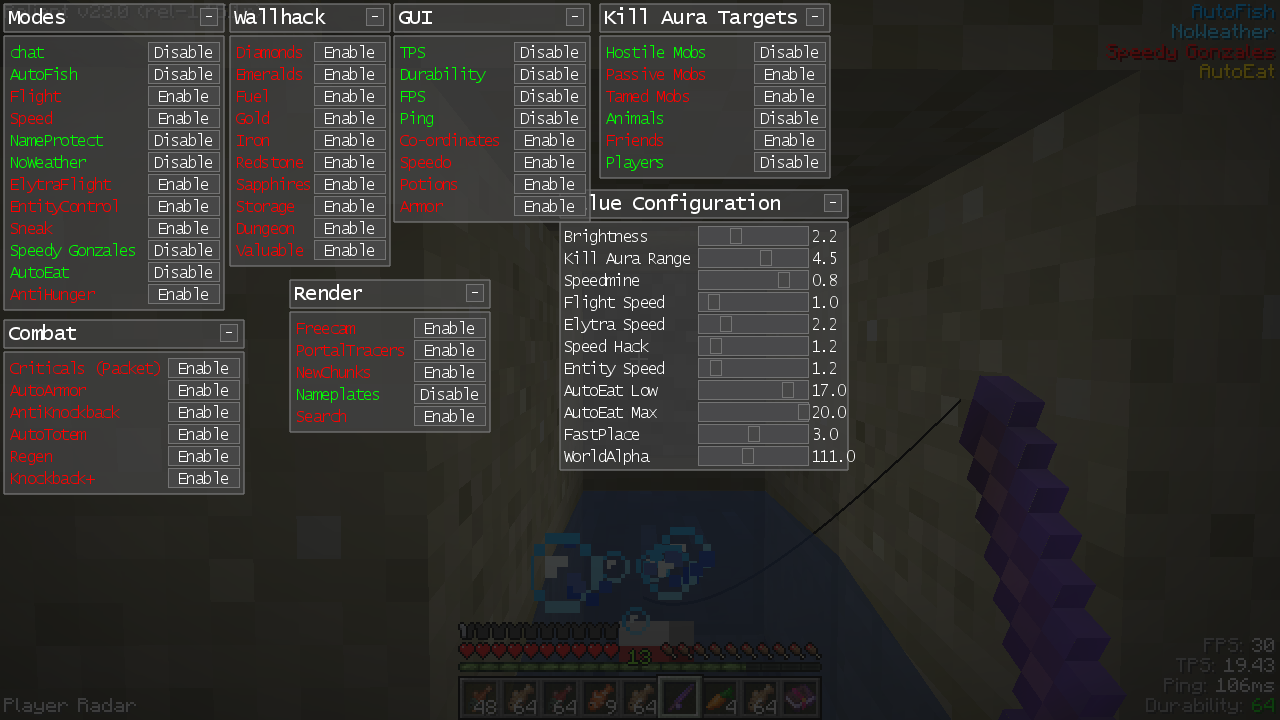 Modes -
chat Disable
AutoFish Disable
Flight Enable
Speed Enable
NameProtect Disable
NoWeather Disable
ElytraFlight Enable
EntityControl Enable
Sneak Enable
Speedy Gonzales Disable
AutoEat Disable
AntiHunger Enable
Combat -
Criticals (Packet) Enable
AutoArmor Enable
AntiKnockback Enable
AutoTotem Enable
Regen Enable
Knockback+ Enable
Wallhack -
Diamonds Enable
Emeralds Enable
Fuel Enable
Gold Enable
Iron Enable
Redstone Enable
Sapphires Enable
Storage Enable
Dungeon Enable
Valuable Enable
Render -
Freecam Enable
PortalTracers Enable
NewChunks Enable
Nameplates Disable
Search Enable
GUI -
TPS Disable
Durability Disable
FPS Disable
Ping Disable
Co-ordinates Enable
Speedo Enable
Potions Enable
Armor Enable
Kill Aura Targets -
Hostile Mobs Disable
Passive Mobs Enable
Tamed Mobs Enable
Animals Disable
Friends Enable
Players Disable
lue Configuration -
Brightness 2.2
Kill Aura Range 4.5
Speedmine 0.8
Flight Speed 1.0
Elytra Speed 2.2
Speed Hack 1.2
Entity Speed 1.2
AutoEat Low 17.0
AutoEat Max 20.0
FastPlace 3.0
WorldAlpha 111.0
AutoFish
NoWeather
Speedy Gonzales
AutoEat
13
48 64 64 9 64 4 64
Player Radar
FPS: 30
TPS: 19.43
Ping: 106ms
Durability: 64